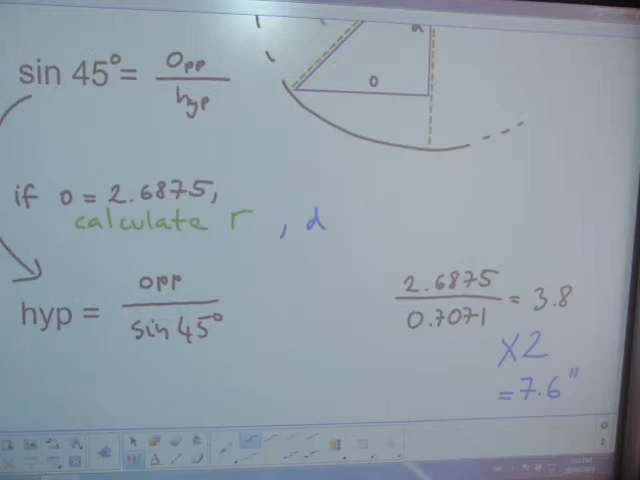 a
sin 45°= opp / hyp
o
if o = 2.6875,
calculate r , d
hyp = opp / sin 45°
2.6875 / 0.7071 = 3.8
X2
= 7.6"